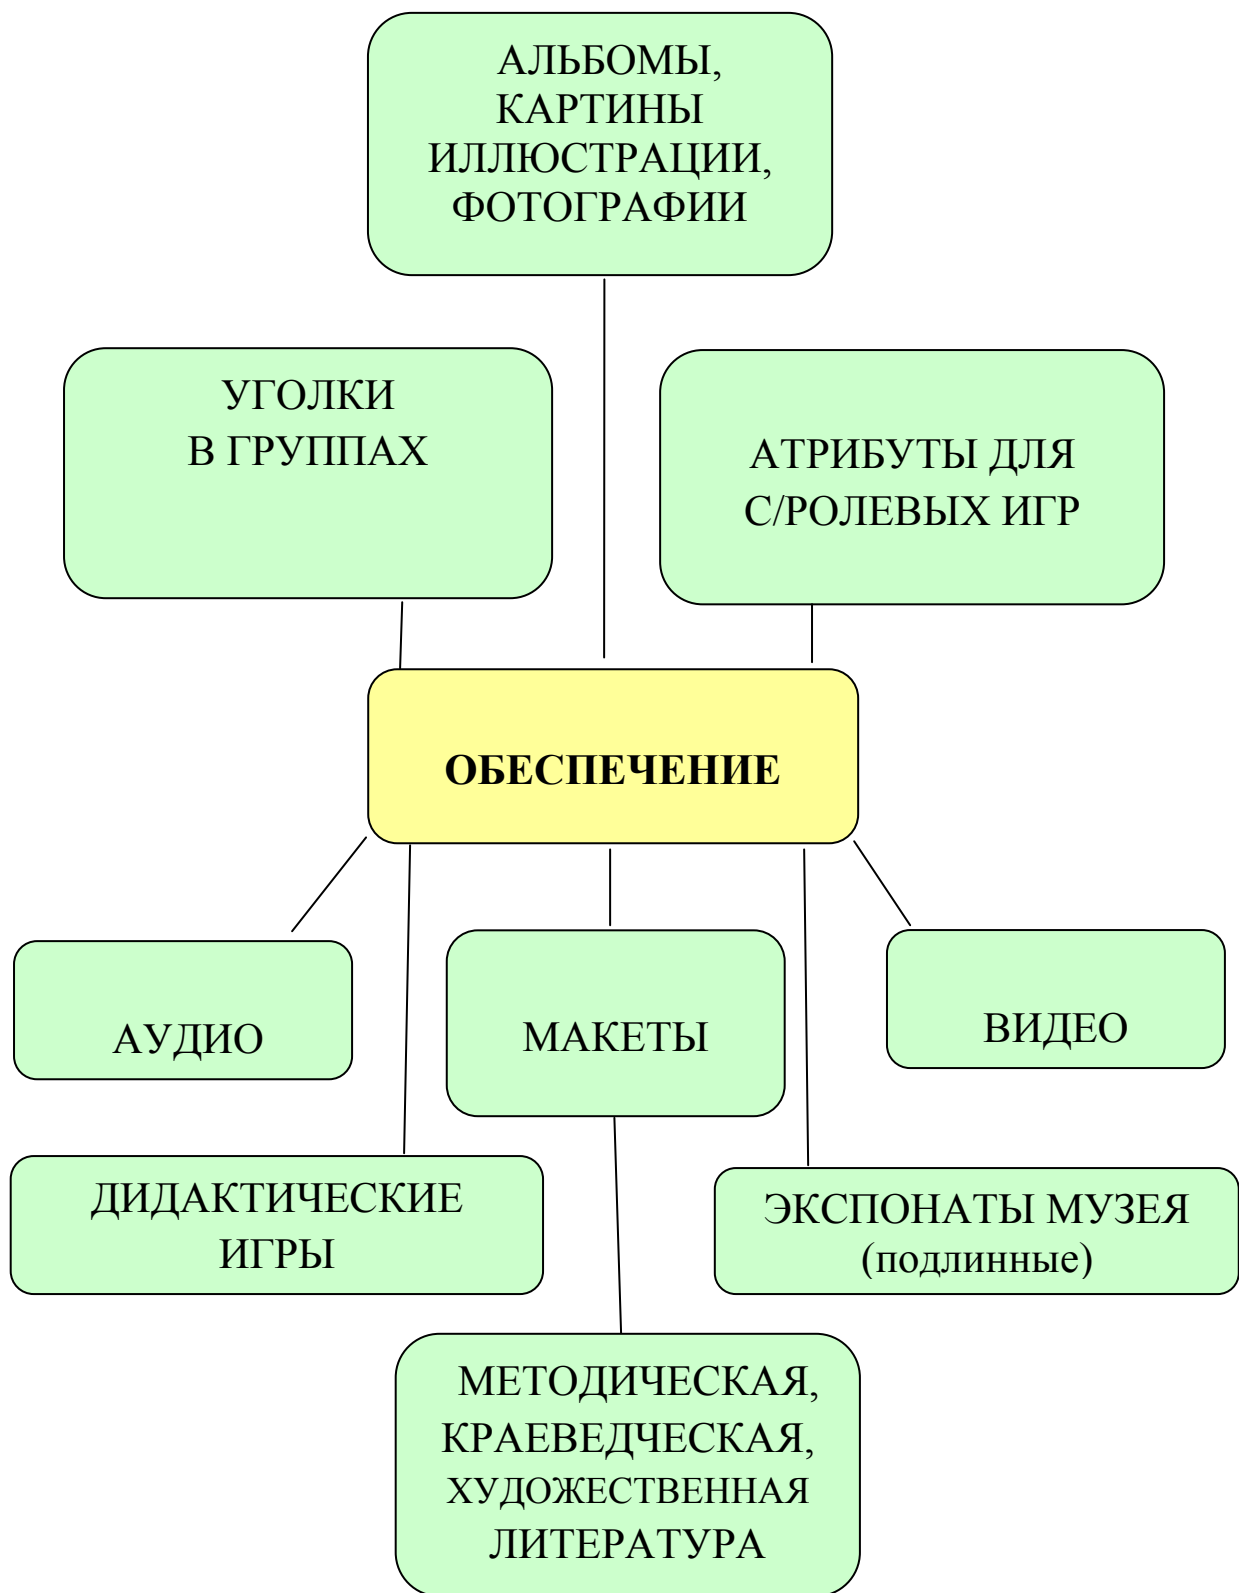 АЛЬБОМЫ,
КАРТИНЫ
ИЛЛЮСТРАЦИИ,
ФОТОГРАФИИ
УГОЛКИ
В ГРУППАХ
АТРИБУТЫ ДЛЯ
С/РОЛЕВЫХ ИГР
ОБЕСПЕЧЕНИЕ
АУДИО
МАКЕТЫ
ВИДЕО
ДИДАКТИЧЕСКИЕ
ИГРЫ
ЭКСПОНАТЫ МУЗЕЯ
(подлинные)
МЕТОДИЧЕСКАЯ,
КРАЕВЕДЧЕСКАЯ,
ХУДОЖЕСТВЕННАЯ
ЛИТЕРАТУРА